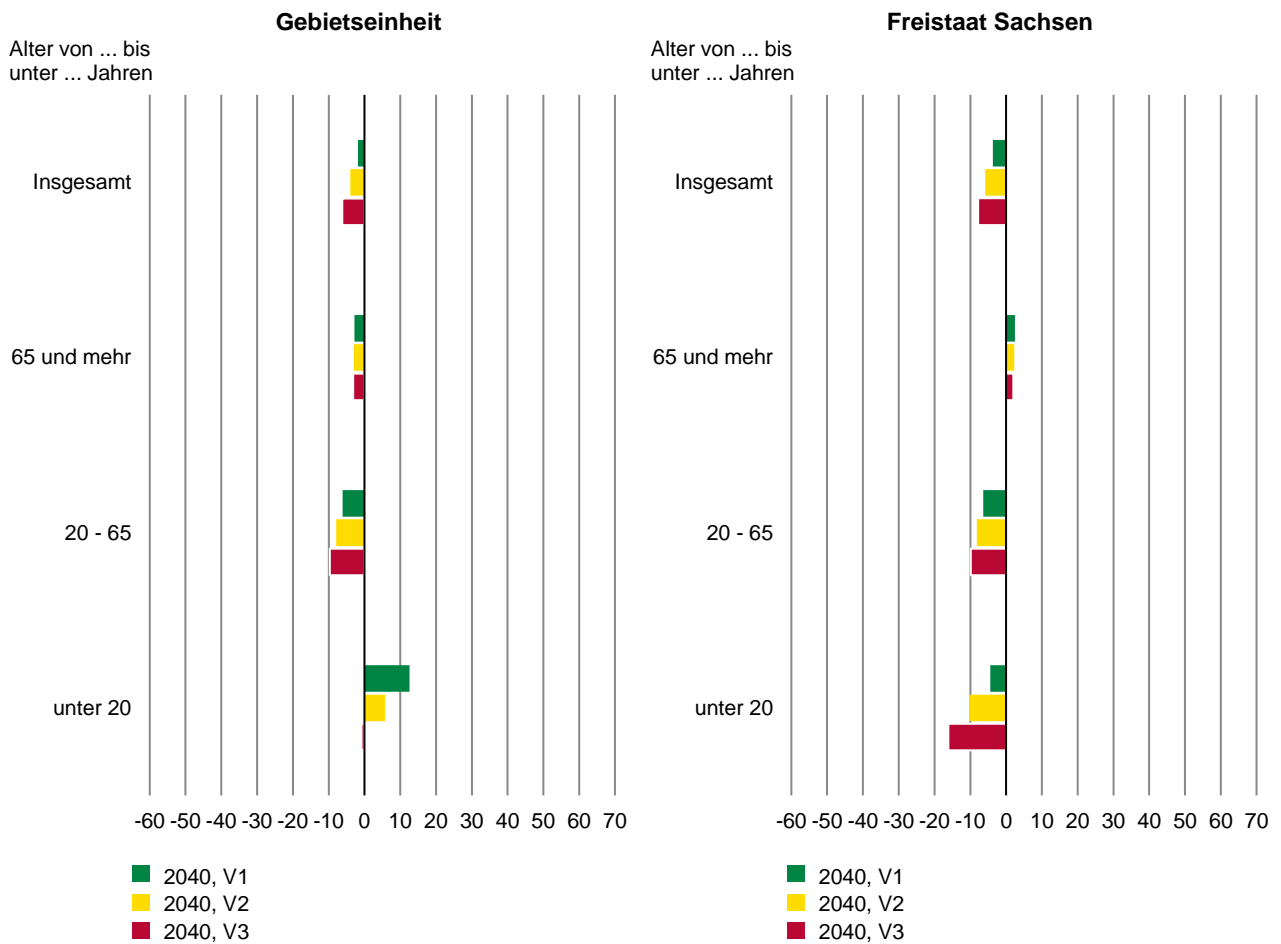 Gebietseinheit
Alter von ... bis
unter ... Jahren
Insgesamt
65 und mehr
20 - 65
unter 20
-60 -50 -40 -30 -20 -10 0 10 20 30 40 50 60 70
2040, V1
2040, V2
2040, V3
Freistaat Sachsen
Alter von ... bis
unter ... Jahren
Insgesamt
65 und mehr
20 - 65
unter 20
-60 -50 -40 -30 -20 -10 0 10 20 30 40 50 60 70
2040, V1
2040, V2
2040, V3